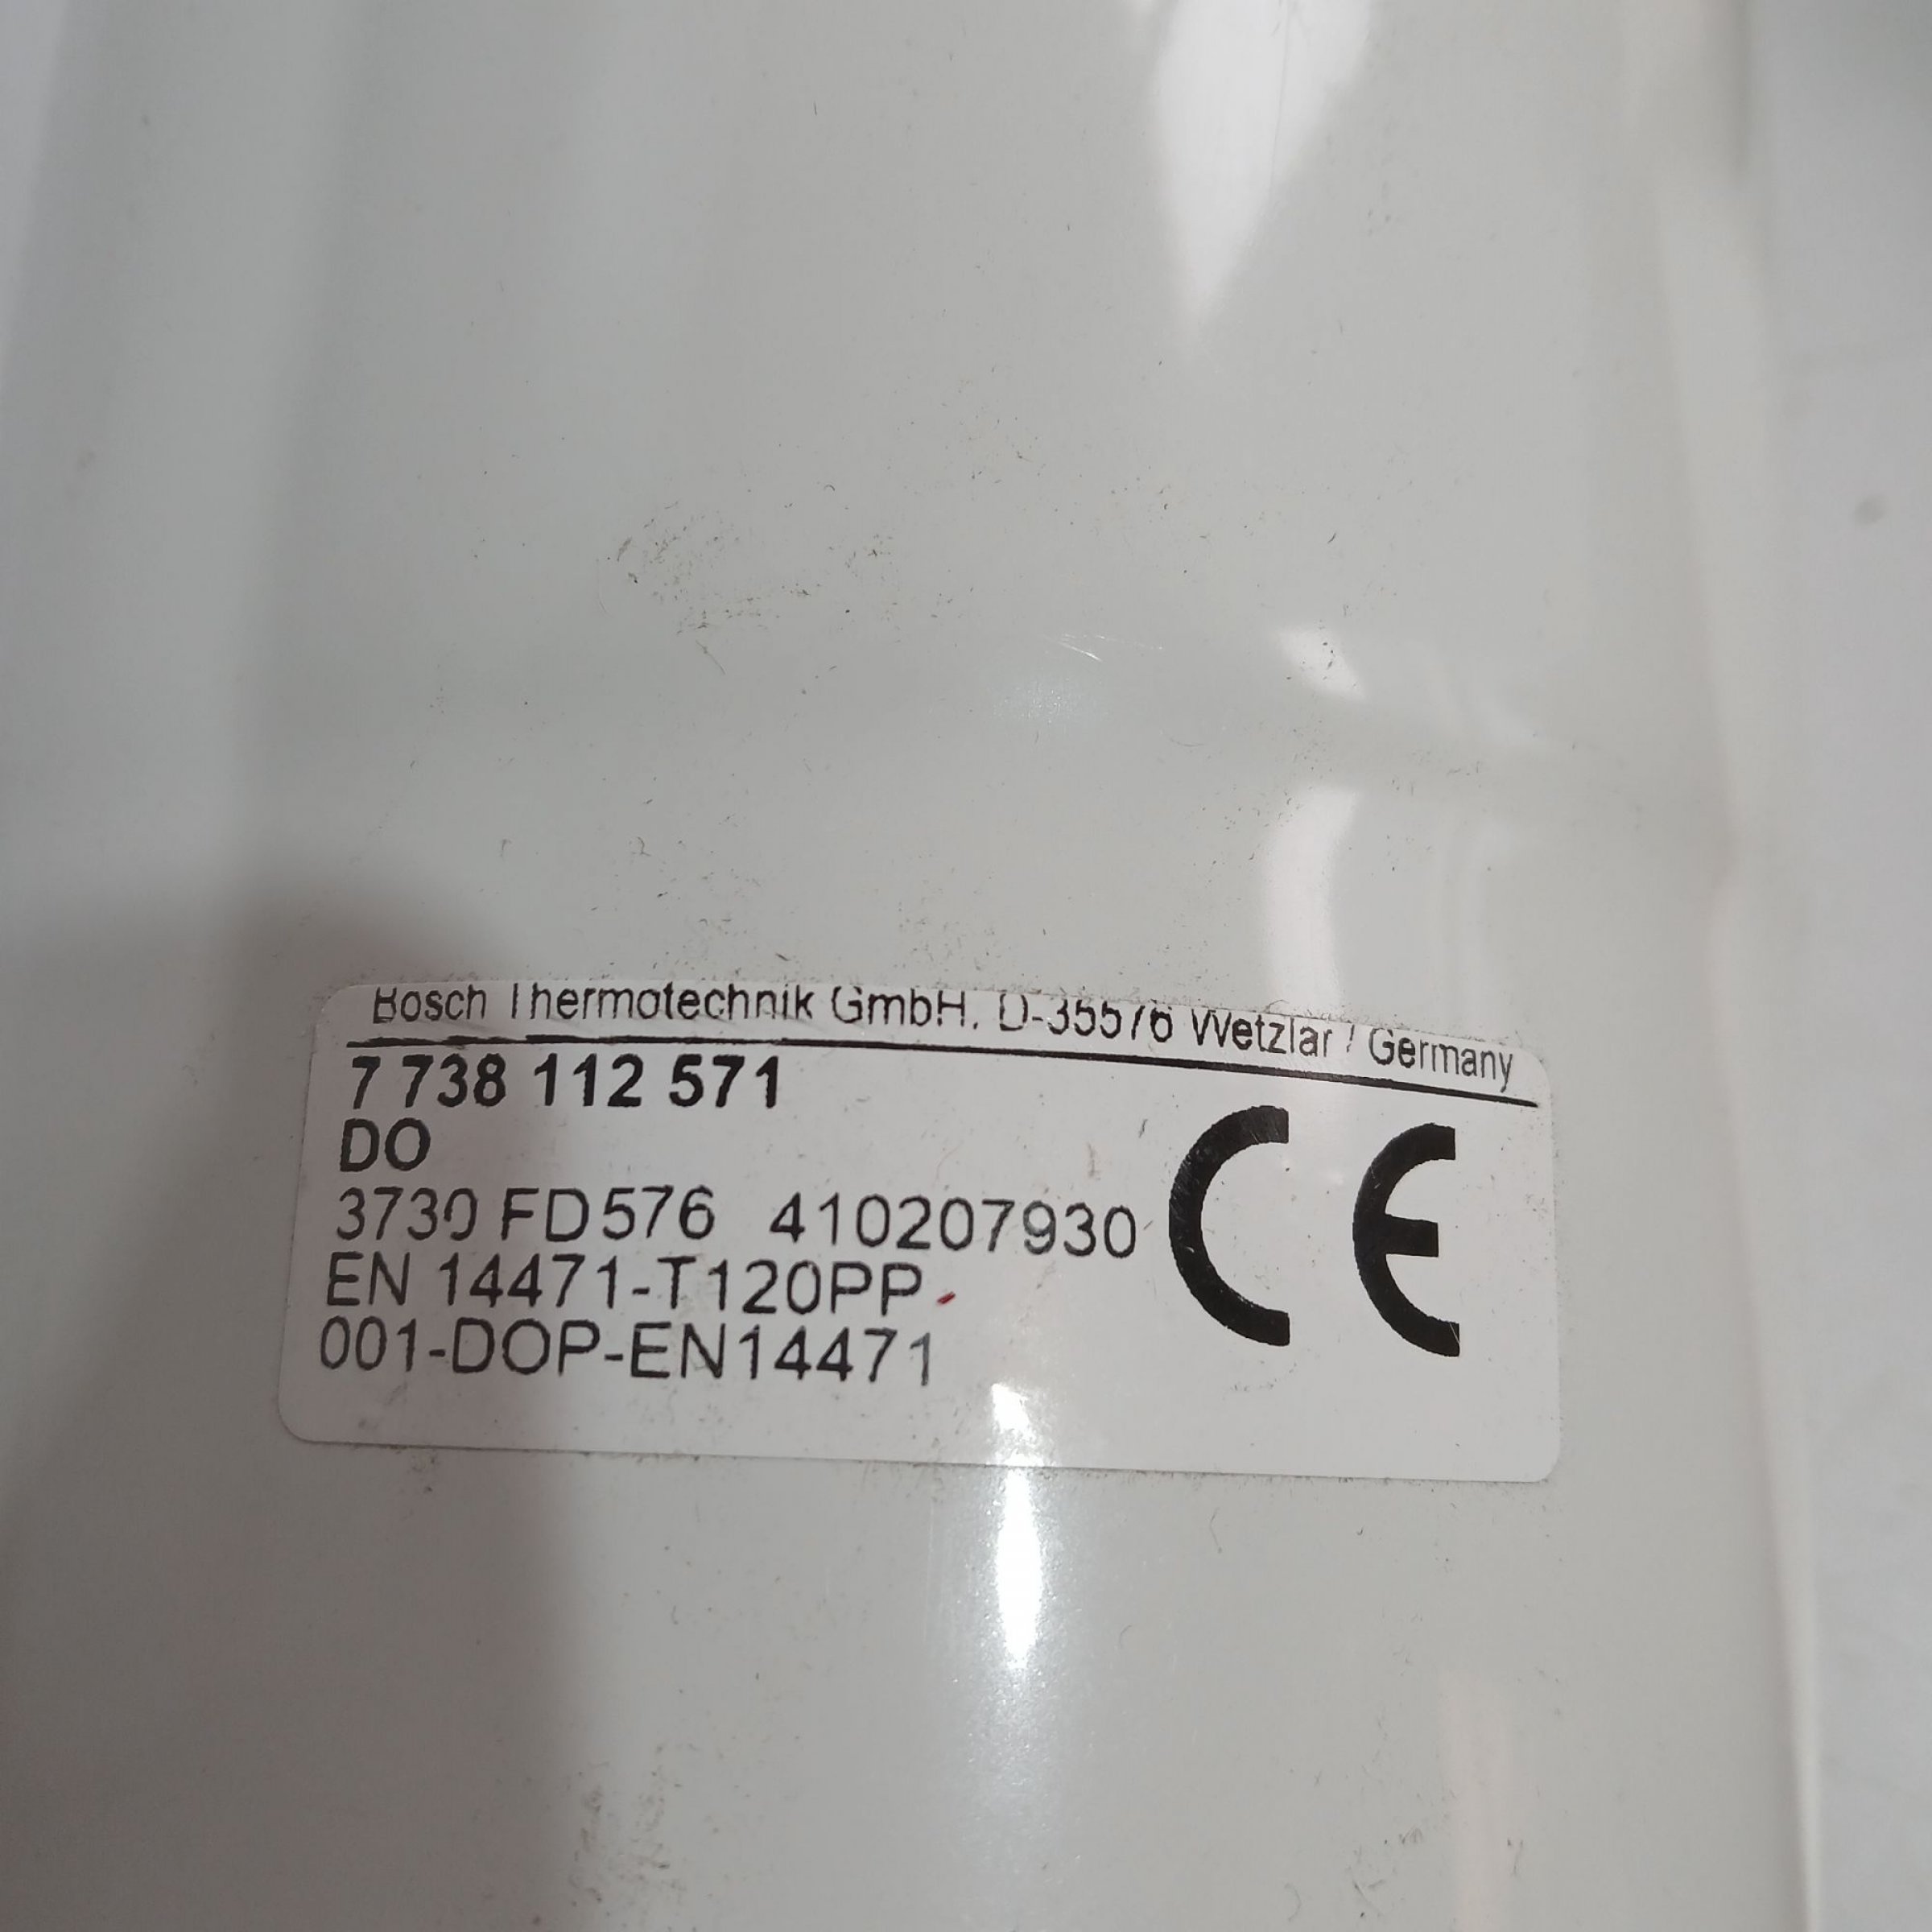 Bosch Thermotechnik GmbH, D-35576 Wetzlar / Germany
7 738 112 571
DO
3730 FD576 410207930
EN 14471-T120PP
001-DOP-EN14471
CE